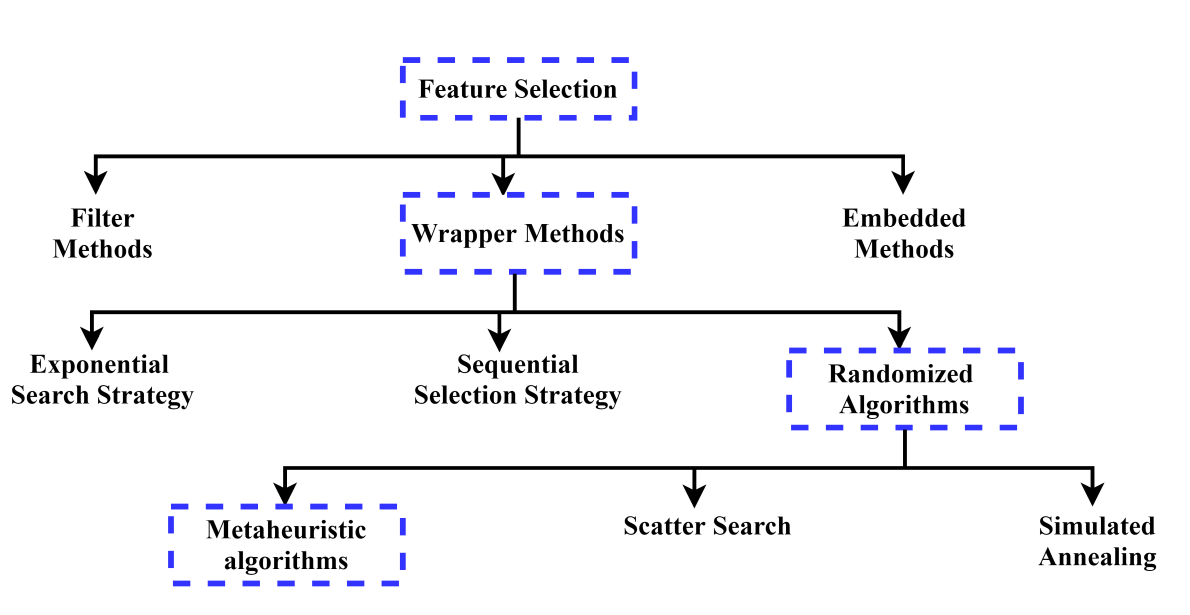 Feature Selection
Filter
Methods
Wrapper Methods
Embedded
Methods
Exponential
Search Strategy
Sequential
Selection Strategy
Randomized
Algorithms
Metaheuristic
algorithms
Scatter Search
Simulated
Annealing